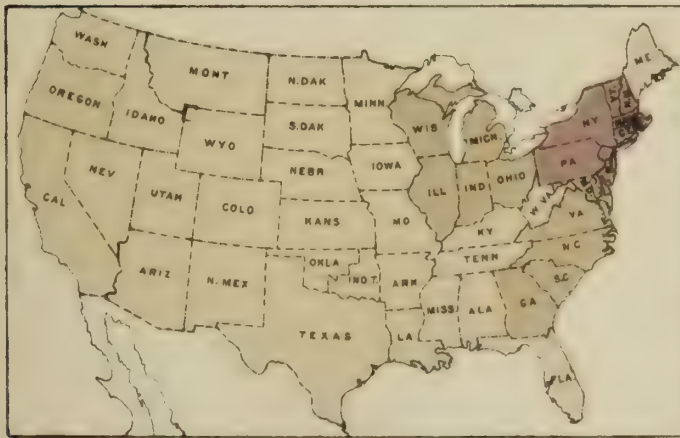 WASH
MONT
N.DAK
MINN
ME
OREGON
IDAHO
S.DAK
WIS
MICH.
NY
VT.
N.H.
WYO
NEBR
IOWA
PA
NEV
UTAH
COLO
ILL
IND
OHIO
CAL
KANS
MO
W.VA
VA
KY
N.C
ARIZ
N.MEX
OKLA
IND.T.
ARK
TENN
S.C
TEXAS
LA
MISS
ALA
GA
FLA